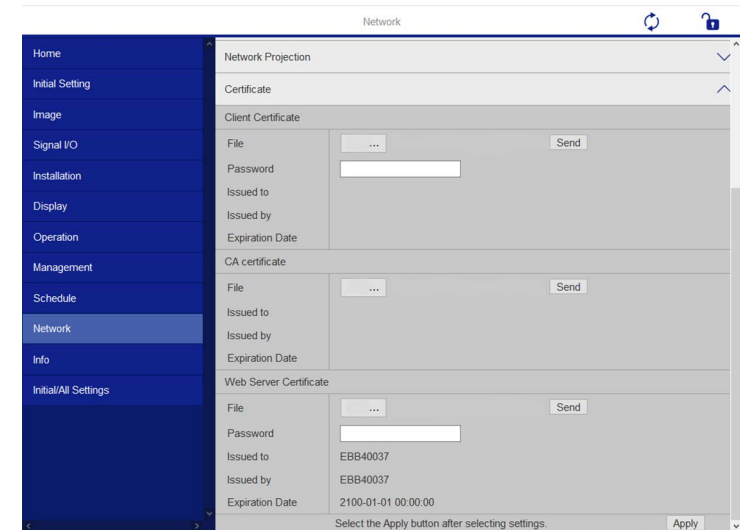 Network
Home
Initial Setting
Image
Signal I/O
Installation
Display
Operation
Management
Schedule
Network
Info
Initial/All Settings
Network Projection
Certificate
Client Certificate
File ... Send
Password
Issued to
Issued by
Expiration Date
CA certificate
File ... Send
Issued to
Issued by
Expiration Date
Web Server Certificate
File ... Send
Password
Issued to EBB40037
Issued by EBB40037
Expiration Date 2100-01-01 00:00:00
Select the Apply button after selecting settings. Apply